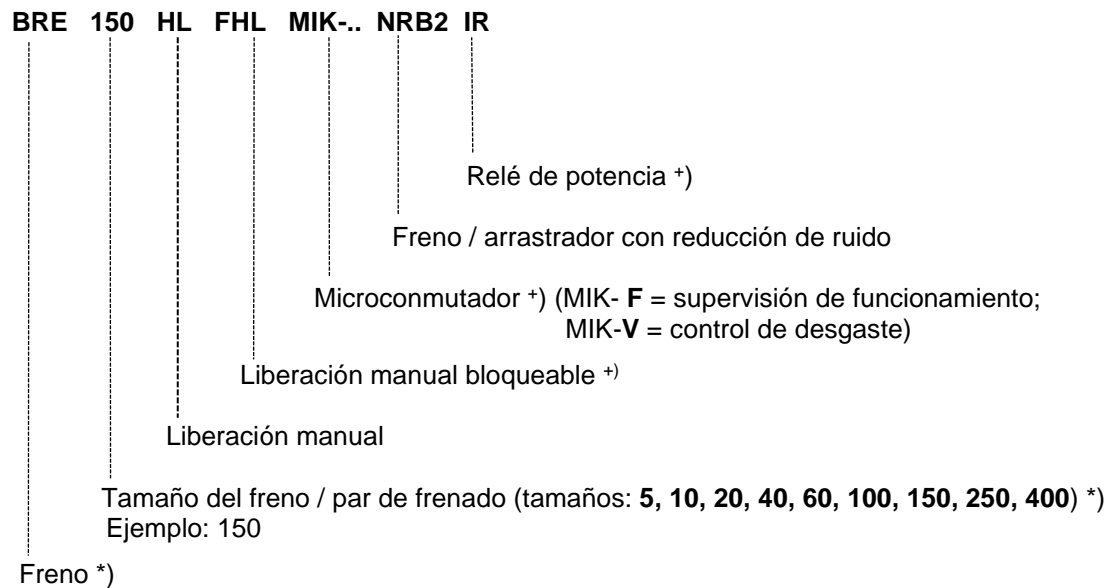 BRE 150 HL FHL MIK-.. NRB2 IR
Relé de potencia +)
Freno / arrastrador con reducción de ruido
Microconmutador +) (MIK- F = supervisión de funcionamiento;
MIK-V = control de desgaste)
Liberación manual bloqueable +)
Liberación manual
Tamaño del freno / par de frenado (tamaños: 5, 10, 20, 40, 60, 100, 150, 250, 400) *)
Ejemplo: 150
Freno *)